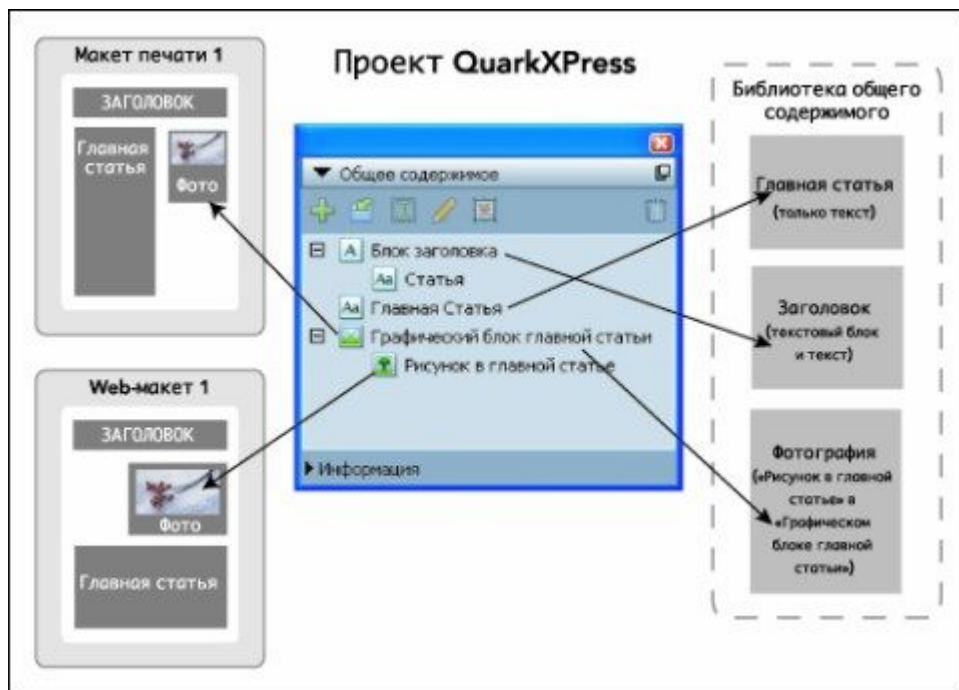 Макет печати 1
ЗАГОЛОВОК
Главная
статья
Фото
Web-макет 1
ЗАГОЛОВОК
Фото
Главная статья
Проект QuarkXPress
Общее содержимое
Блок заголовка
Статья
Главная Статья
Графический блок главной статьи
Рисунок в главной статье
Информация
Библиотека общего
содержимого
Главная статья
(только текст)
Заголовок
(текстовый блок
и текст)
Фотография
(«Рисунок в главной
статье» в
«Графическом
блоке главной
статьи»)